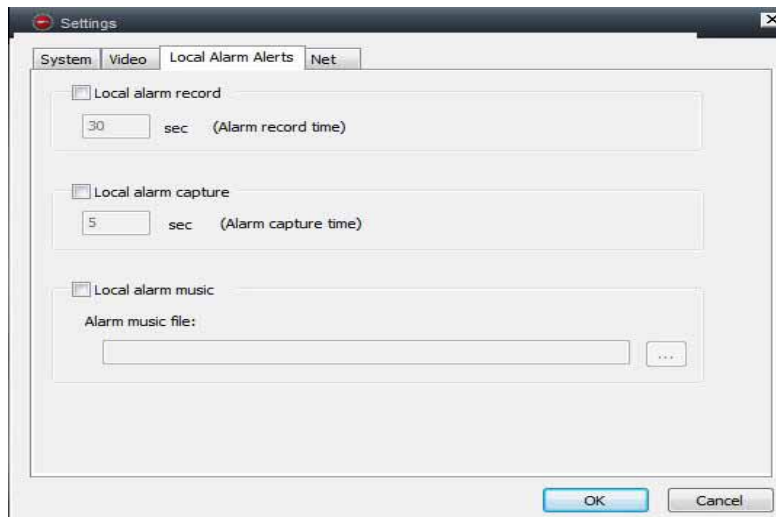 Settings
System Video Local Alarm Alerts Net
Local alarm record
30 sec (Alarm record time)
Local alarm capture
5 sec (Alarm capture time)
Local alarm music
Alarm music file:
...
OK Cancel